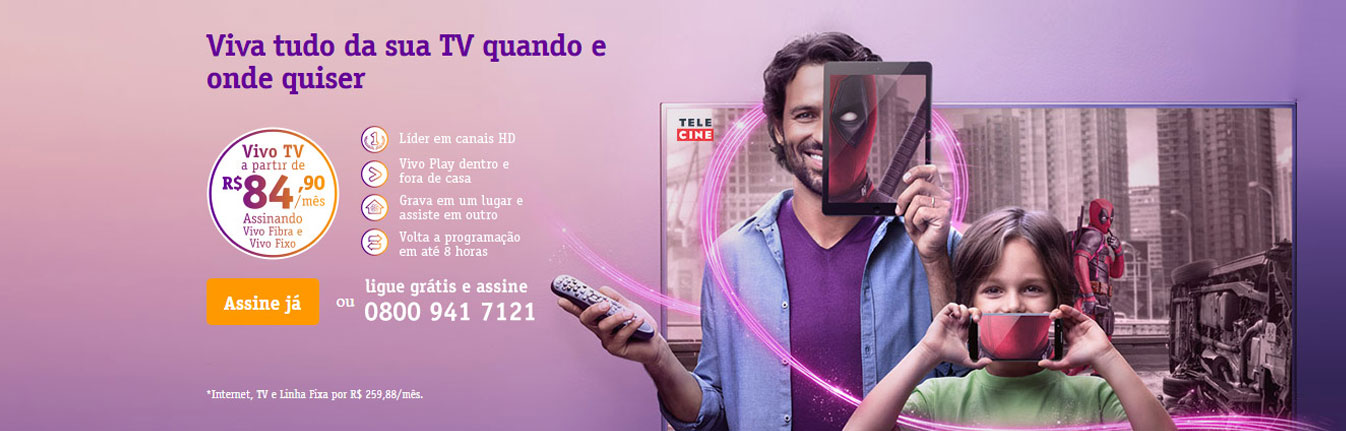 Viva tudo da sua TV quando e
onde quiser
Vivo TV
a partir de
R$84,90
/mês
Assinando
Vivo Fibra e
Vivo Fixo
1
Líder em canais HD
Vivo Play dentro e
fora de casa
Grava em um lugar e
assiste em outro
Volta a programação
em até 8 horas
Assine já
ou
ligue grátis e assine
0800 941 7121
*Internet, TV e Linha Fixa por R$ 259,88/mês.
TELE
CINE